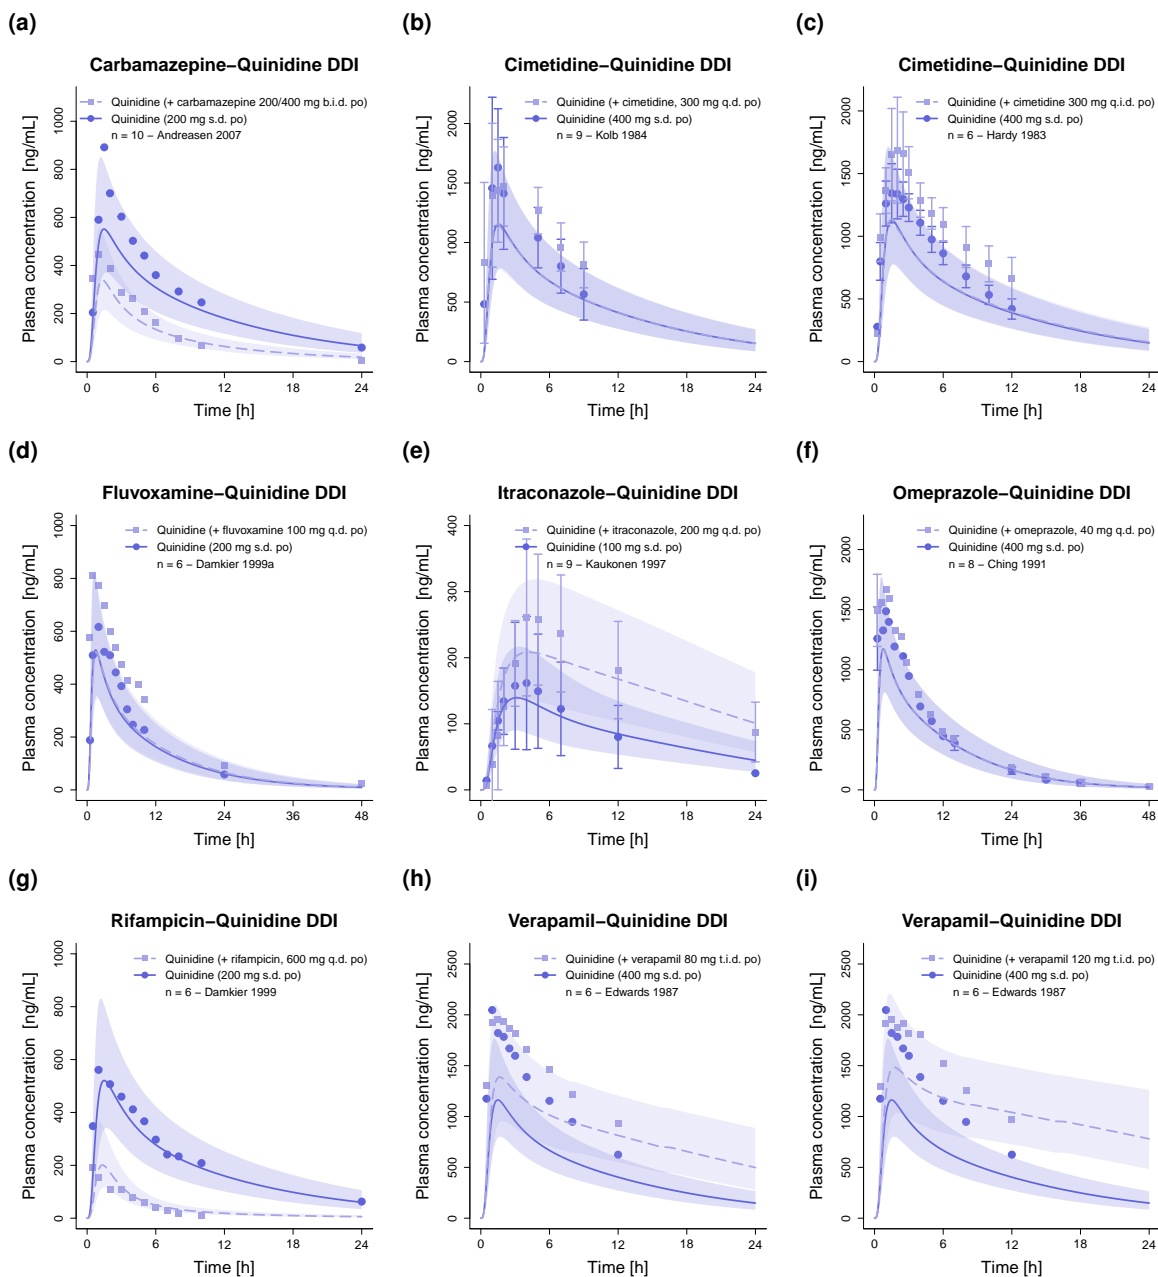 (a)
Carbamazepine−Quinidine DDI
Quinidine (+ carbamazepine 200/400 mg b.i.d. po)
Quinidine (200 mg s.d. po)
n = 10 − Andreasen 2007
Plasma concentration [ng/mL]
0 200 400 600 800 1000
0 6 12 18 24
Time [h]
(b)
Cimetidine−Quinidine DDI
Quinidine (+ cimetidine, 300 mg q.d. po)
Quinidine (400 mg s.d. po)
n = 9 − Kolb 1984
Plasma concentration [ng/mL]
0 500 1000 1500 2000
0 6 12 18 24
Time [h]
(c)
Cimetidine−Quinidine DDI
Quinidine (+ cimetidine 300 mg q.i.d. po)
Quinidine (400 mg s.d. po)
n = 6 − Hardy 1983
Plasma concentration [ng/mL]
0 500 1000 1500 2000
0 6 12 18 24
Time [h]
(d)
Fluvoxamine−Quinidine DDI
Quinidine (+ fluvoxamine 100 mg q.d. po)
Quinidine (200 mg s.d. po)
n = 6 − Damkier 1999a
Plasma concentration [ng/mL]
0 200 400 600 800 1000
0 12 24 36 48
Time [h]
(e)
Itraconazole−Quinidine DDI
Quinidine (+ itraconazole, 200 mg q.d. po)
Quinidine (100 mg s.d. po)
n = 9 − Kaukonen 1997
Plasma concentration [ng/mL]
0 100 200 300 400
0 6 12 18 24
Time [h]
(f)
Omeprazole−Quinidine DDI
Quinidine (+ omeprazole, 40 mg q.d. po)
Quinidine (400 mg s.d. po)
n = 8 − Ching 1991
Plasma concentration [ng/mL]
0 500 1000 1500 2000
0 12 24 36 48
Time [h]
(g)
Rifampicin−Quinidine DDI
Quinidine (+ rifampicin, 600 mg q.d. po)
Quinidine (200 mg s.d. po)
n = 6 − Damkier 1999
Plasma concentration [ng/mL]
0 200 400 600 800 1000
0 6 12 18 24
Time [h]
(h)
Verapamil−Quinidine DDI
Quinidine (+ verapamil 80 mg t.i.d. po)
Quinidine (400 mg s.d. po)
n = 6 − Edwards 1987
Plasma concentration [ng/mL]
0 500 1000 1500 2000 2500
0 6 12 18 24
Time [h]
(i)
Verapamil−Quinidine DDI
Quinidine (+ verapamil 120 mg t.i.d. po)
Quinidine (400 mg s.d. po)
n = 6 − Edwards 1987
Plasma concentration [ng/mL]
0 500 1000 1500 2000 2500
0 6 12 18 24
Time [h]